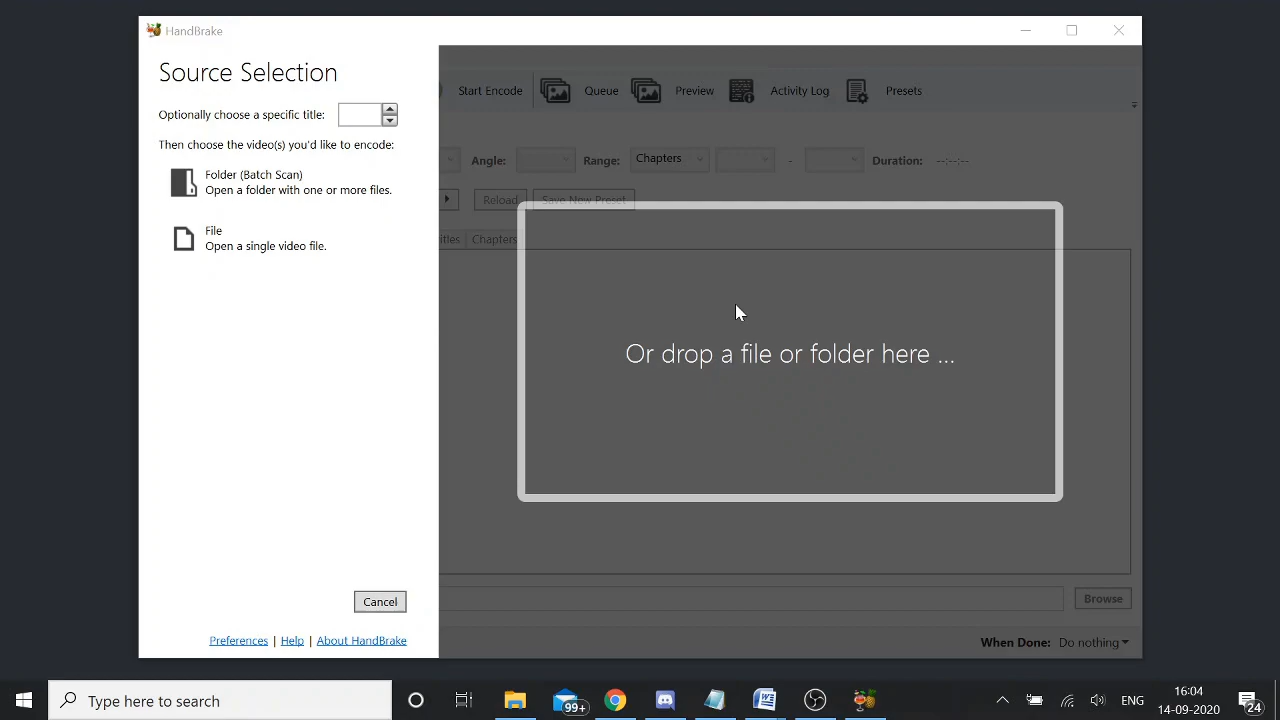 HandBrake
Source Selection
Optionally choose a specific title:
Then choose the video(s) you'd like to encode:
Folder (Batch Scan)
Open a folder with one or more files.
File
Open a single video file.
Cancel
Preferences | Help | About HandBrake
Start Encode Queue Preview Activity Log Presets
Angle: Range: Chapters - Duration: --:--:--
Reload Save New Preset
Chapters
Or drop a file or folder here ...
Browse
When Done: Do nothing
Type here to search
99+
ENG
16:04
14-09-2020
24